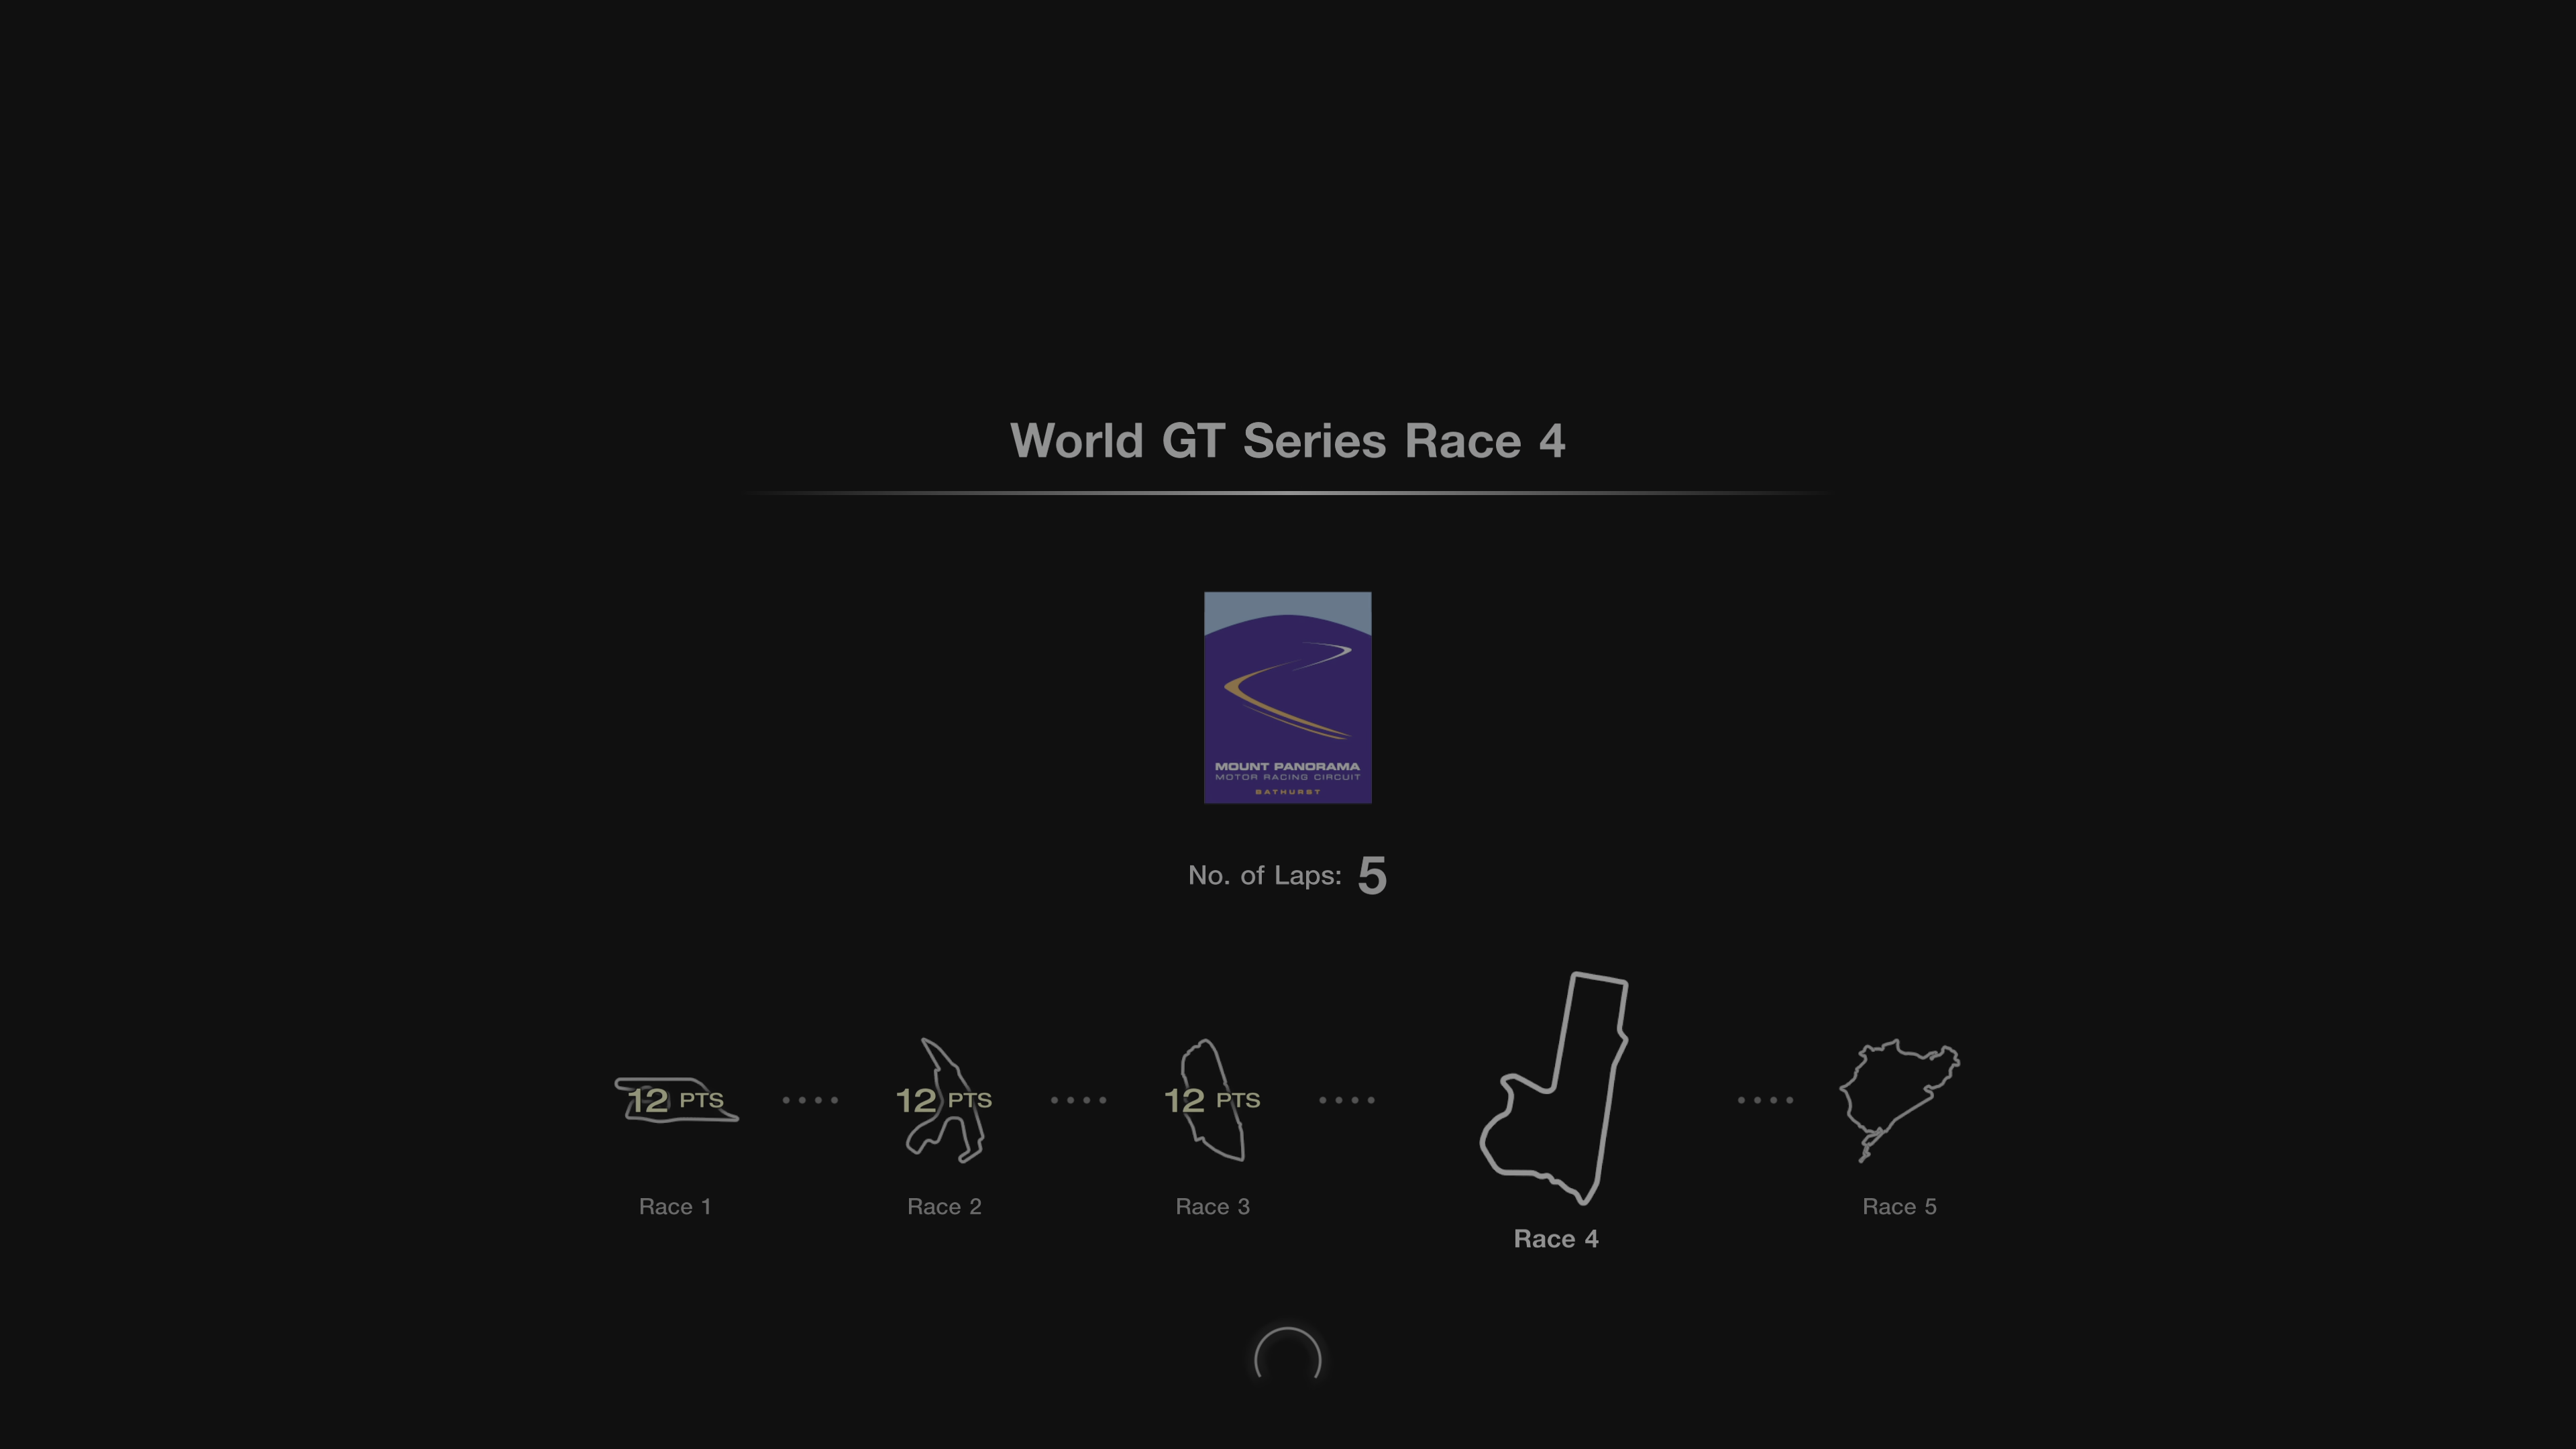 World GT Series Race 4
MOUNT PANORAMA
MOTOR RACING CIRCUIT
BATHURST
No. of Laps: 5
12 PTS
12 PTS
12 PTS
Race 1
Race 2
Race 3
Race 4
Race 5